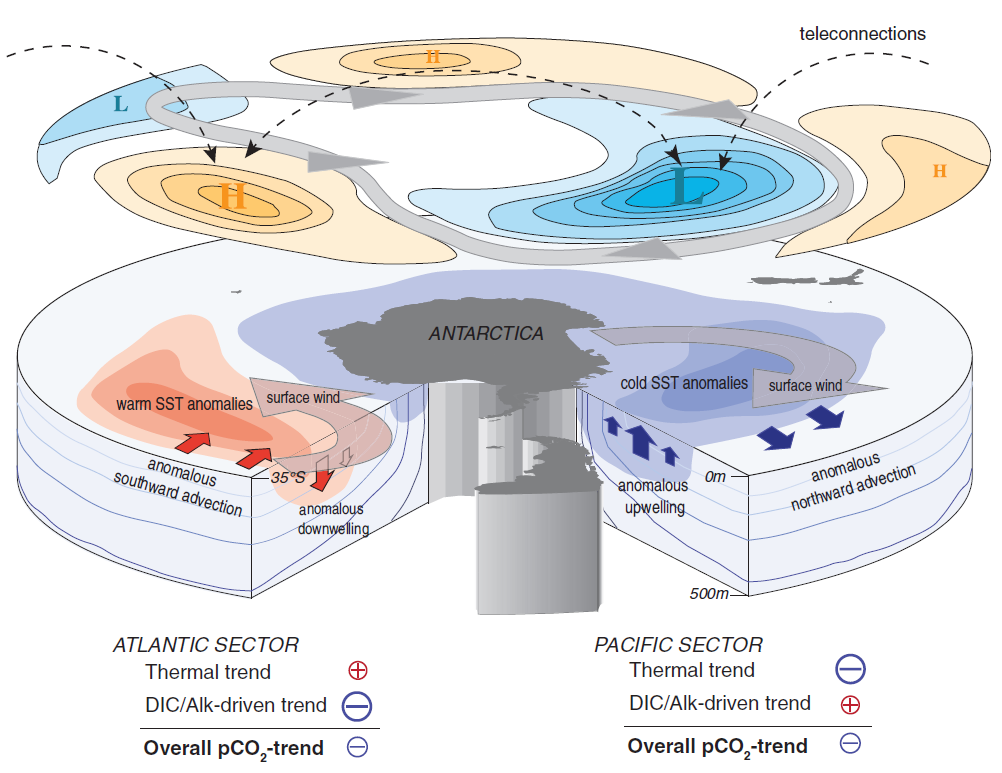 teleconnections
H
L
H
L
H
ANTARCTICA
warm SST anomalies
surface wind
cold SST anomalies
surface wind
anomalous
southward advection
35°S
anomalous
downwelling
anomalous
upwelling
0m
500m
anomalous
northward advection
ATLANTIC SECTOR
Thermal trend +
DIC/Alk-driven trend −
Overall pCO₂-trend −
PACIFIC SECTOR
Thermal trend −
DIC/Alk-driven trend +
Overall pCO₂-trend −